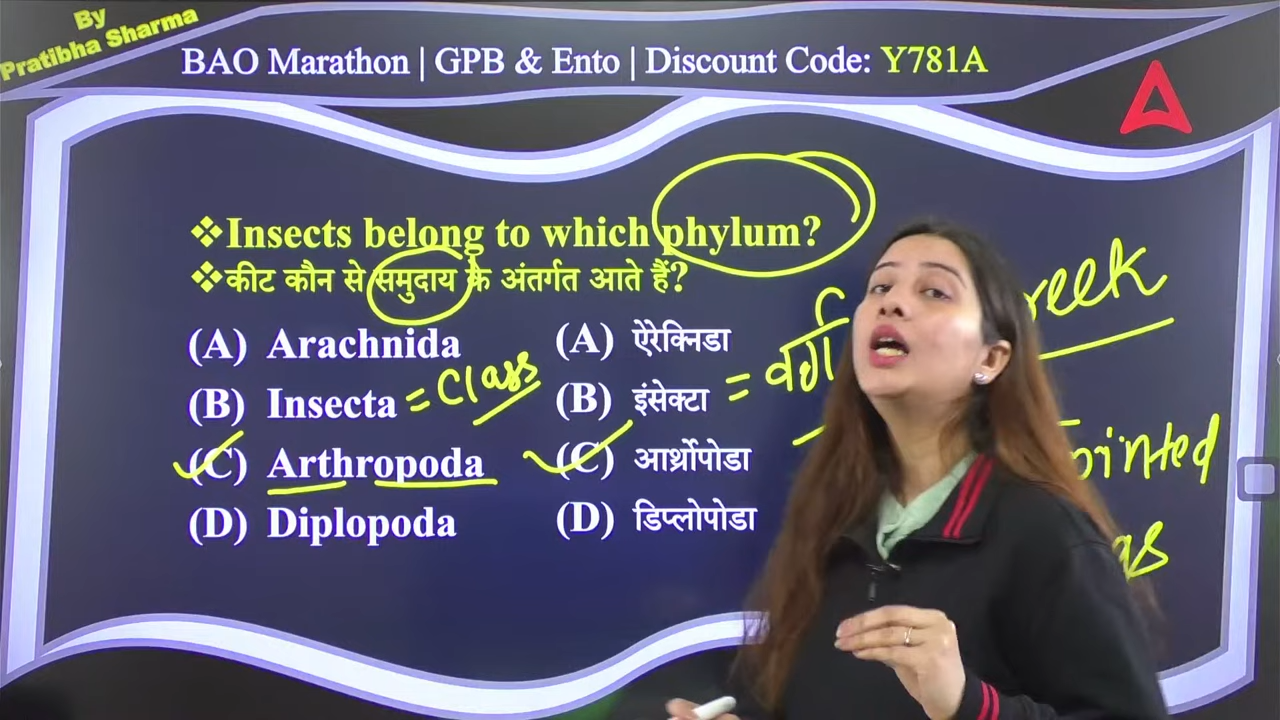 By
Pratibha Sharma
BAO Marathon | GPB & Ento | Discount Code: Y781A
❖Insects belong to which phylum?
❖कीट कौन से समुदाय के अंतर्गत आते हैं?
(A) Arachnida
(B) Insecta = Class
(C) Arthropoda
(D) Diplopoda
(A) ऐरेक्निडा
(B) इंसेक्टा = वर्ग
(C) आर्थ्रोपोडा
(D) डिप्लोपोडा